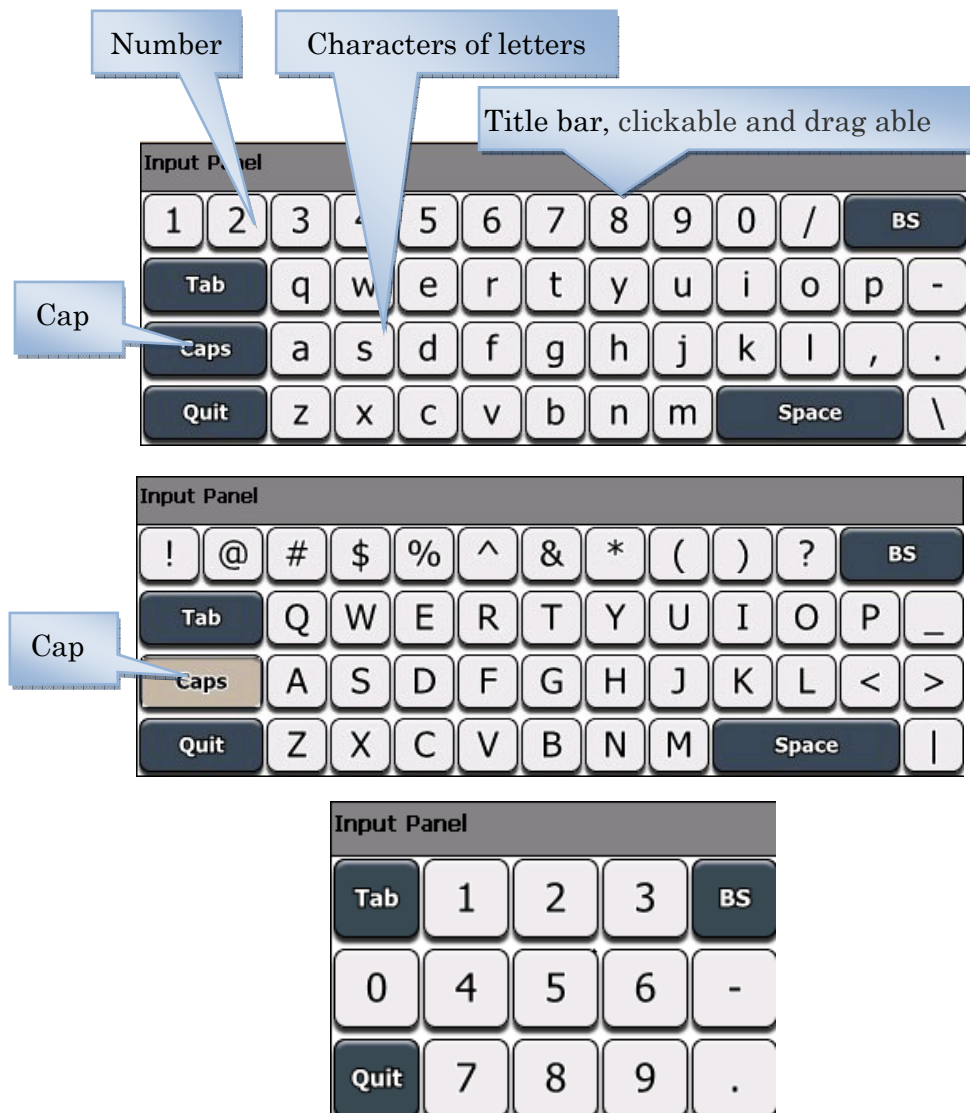 Number
Characters of letters
Title bar, clickable and drag able
Input Panel
1 2 3 4 5 6 7 8 9 0 / BS
Tab q w e r t y u i o p -
Cap
Caps a s d f g h j k l , .
Quit z x c v b n m Space \
Input Panel
! @ # $ % ^ & * ( ) ? BS
Tab Q W E R T Y U I O P _
Cap
Caps A S D F G H J K L < >
Quit Z X C V B N M Space |
Input Panel
Tab 1 2 3 BS
0 4 5 6 -
Quit 7 8 9 .